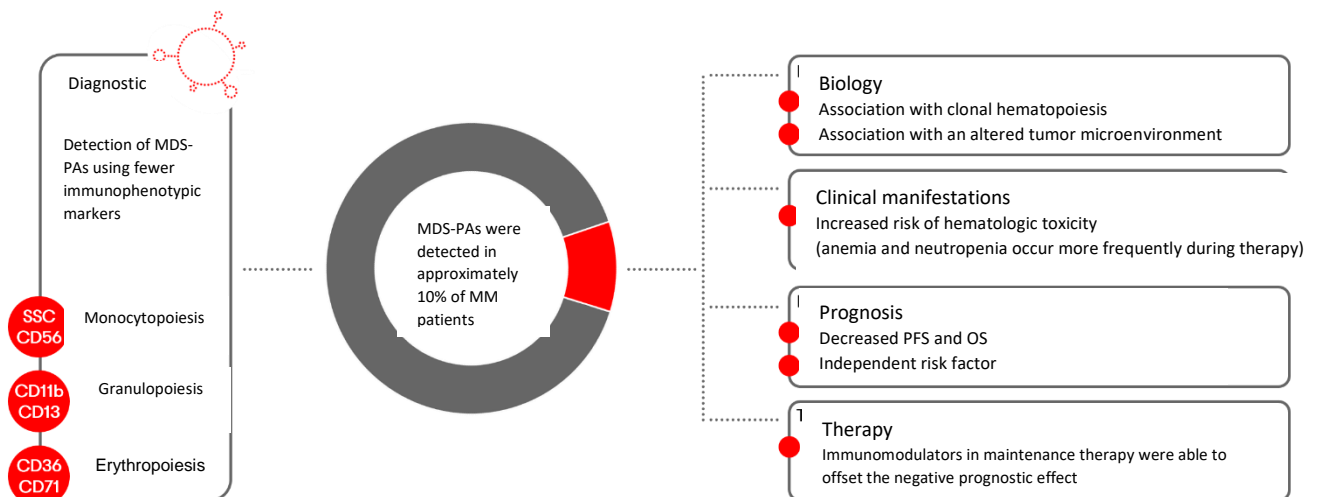 Diagnostic
Detection of MDS-
PAs using fewer
immunophenotypic
markers
SSC
CD56
Monocytopoiesis
CD11b
CD13
Granulopoiesis
CD36
CD71
Erythropoiesis
MDS-PAs were
detected in
approximately
10% of MM
patients
Biology
Association with clonal hematopoiesis
Association with an altered tumor microenvironment
Clinical manifestations
Increased risk of hematologic toxicity
(anemia and neutropenia occur more frequently during therapy)
Prognosis
Decreased PFS and OS
Independent risk factor
Therapy
Immunomodulators in maintenance therapy were able to
offset the negative prognostic effect